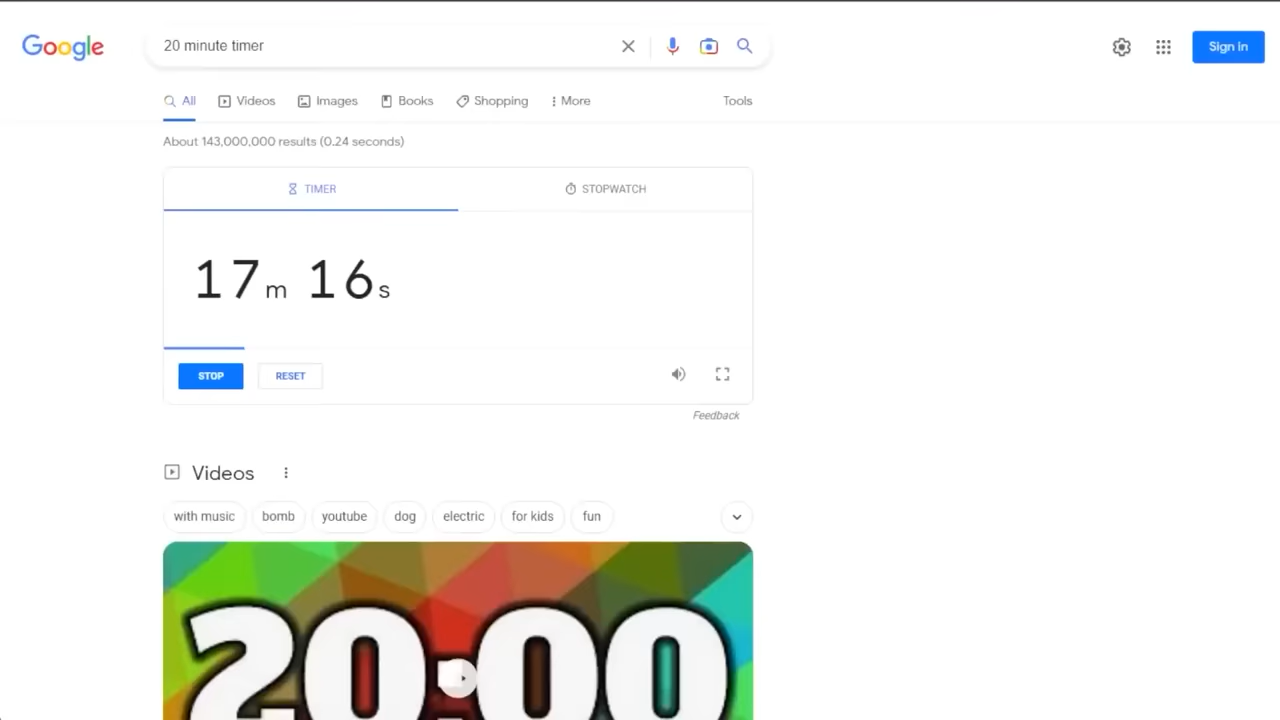 Google
20 minute timer
Sign in
All Videos Images Books Shopping More Tools
About 143,000,000 results (0.24 seconds)
TIMER STOPWATCH
17m 16s
STOP RESET
Feedback
Videos
with music bomb youtube dog electric for kids fun
20:00